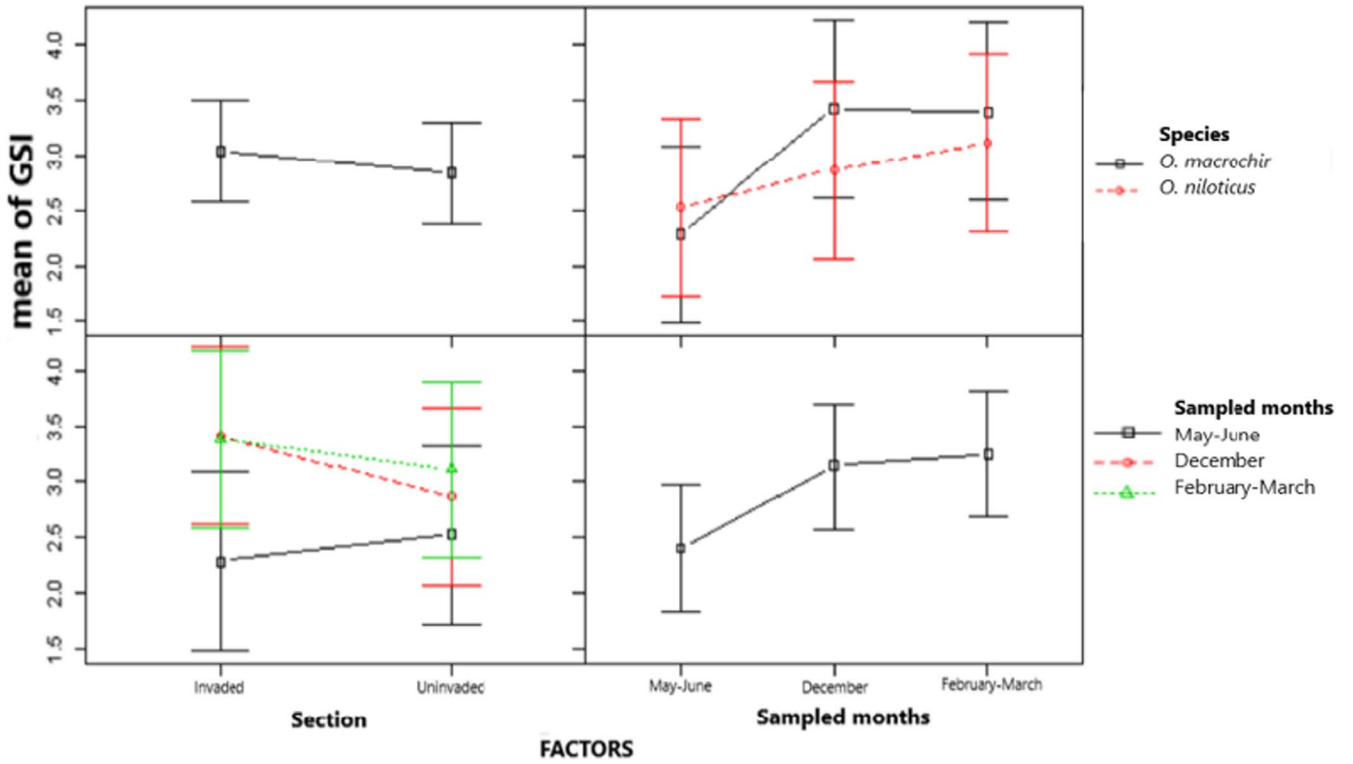 mean of GSI
4.0
3.5
3.0
2.5
2.0
1.5
4.0
3.5
3.0
2.5
2.0
1.5
Invaded
Uninvaded
May-June
December
February-March
Section
Sampled months
FACTORS
Species
O. macrochir
O. niloticus
Sampled months
May-June
December
February-March